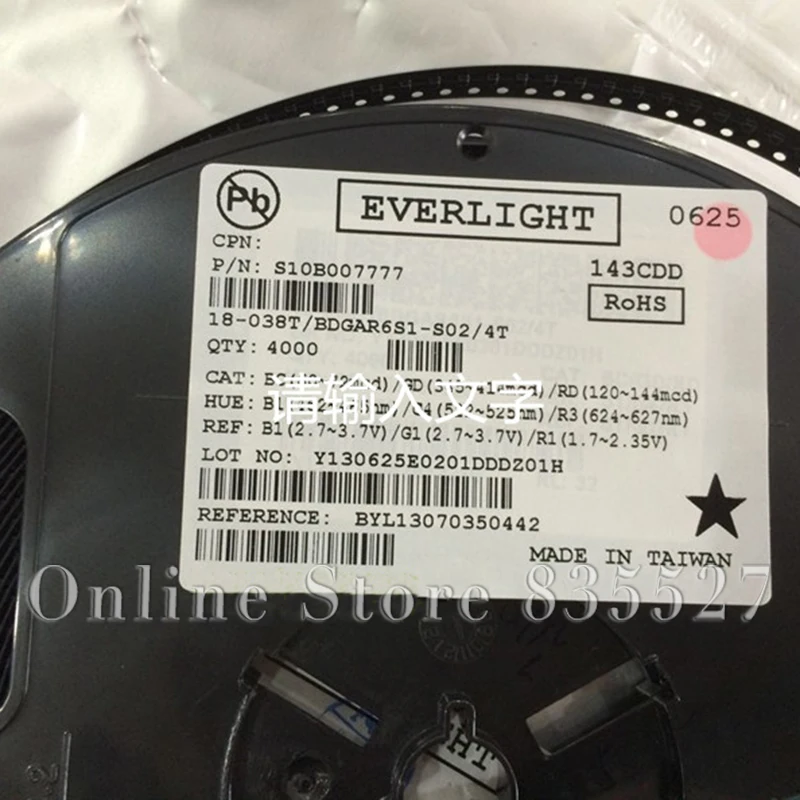 Pb
EVERLIGHT
0625
CPN:
P/N: S10B007777
143CDD
RoHS
18-038T/BDGAR6S1-S02/4T
QTY: 4000
CAT: /RD(120~144mcd)
HUE: /R3(624~627nm)
请输入文字
REF: B1(2.7~3.7V)/G1(2.7~3.7V)/R1(1.7~2.35V)
LOT NO: Y130625E0201DDDZ01H
REFERENCE: BYL13070350442
MADE IN TAIWAN
Online Store 835527